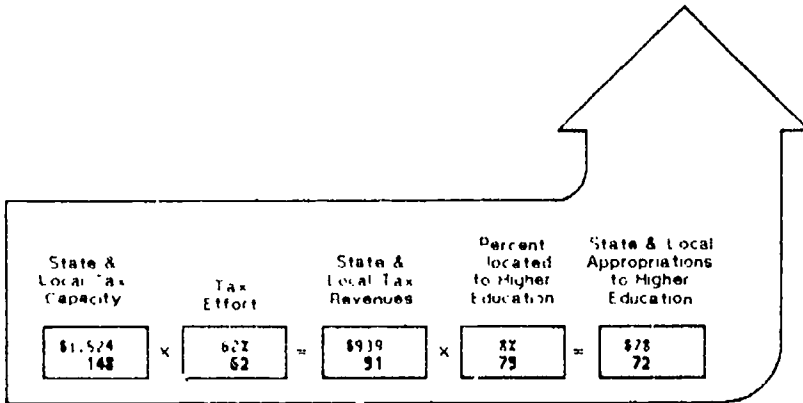 State &
Local Tax
Capacity
Tax
Effort
State &
Local Tax
Revenues
Percent
located
to Higher
Education
State & Local
Appropriations
to Higher
Education
$1,524
148
×
62%
62
=
$939
91
×
8%
79
=
$78
72